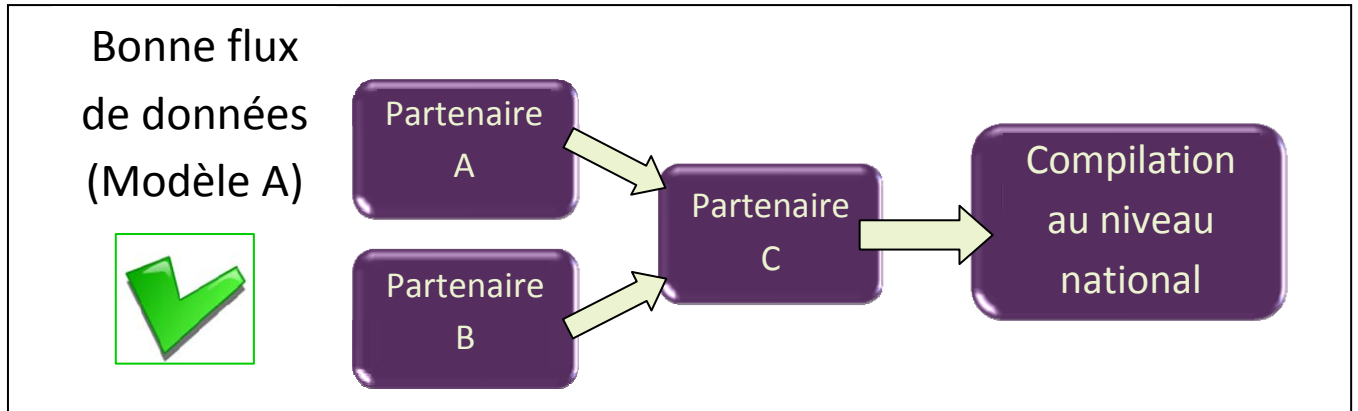 Bonne flux
de données
(Modèle A)
Partenaire
A
Partenaire
B
Partenaire
C
Compilation
au niveau
national